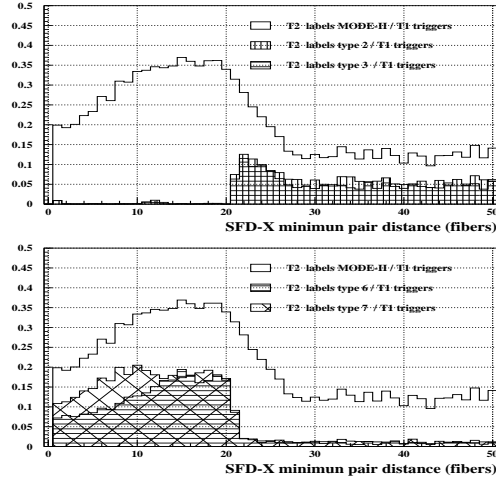 0.5
0.45
0.4
0.35
0.3
0.25
0.2
0.15
0.1
0.05
0
T2 labels MODE-II / T1 triggers
T2 labels type 2 / T1 triggers
T2 labels type 3 / T1 triggers
0 10 20 30 40 50
SFD-X minimun pair distance (fibers)
0.5
0.45
0.4
0.35
0.3
0.25
0.2
0.15
0.1
0.05
0
T2 labels MODE-II / T1 triggers
T2 labels type 6 / T1 triggers
T2 labels type 7 / T1 triggers
0 10 20 30 40 50
SFD-X minimun pair distance (fibers)